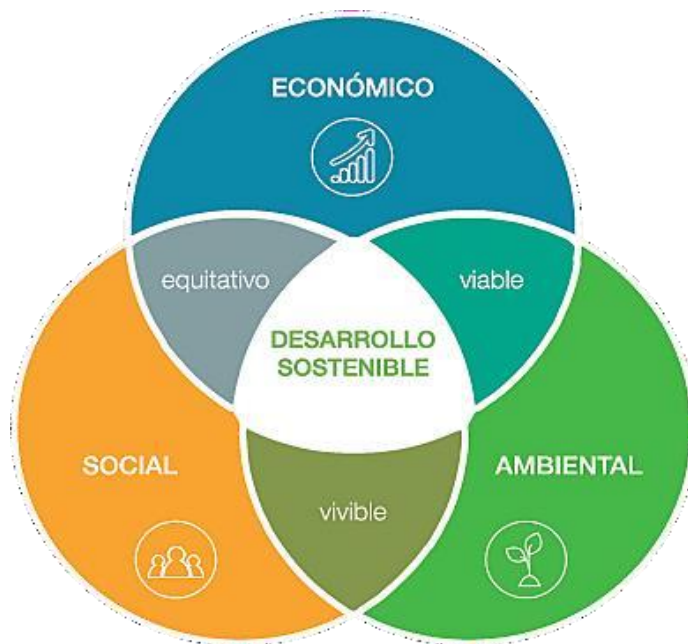 ECONÓMICO
equitativo
viable
DESARROLLO
SOSTENIBLE
SOCIAL
AMBIENTAL
vivible